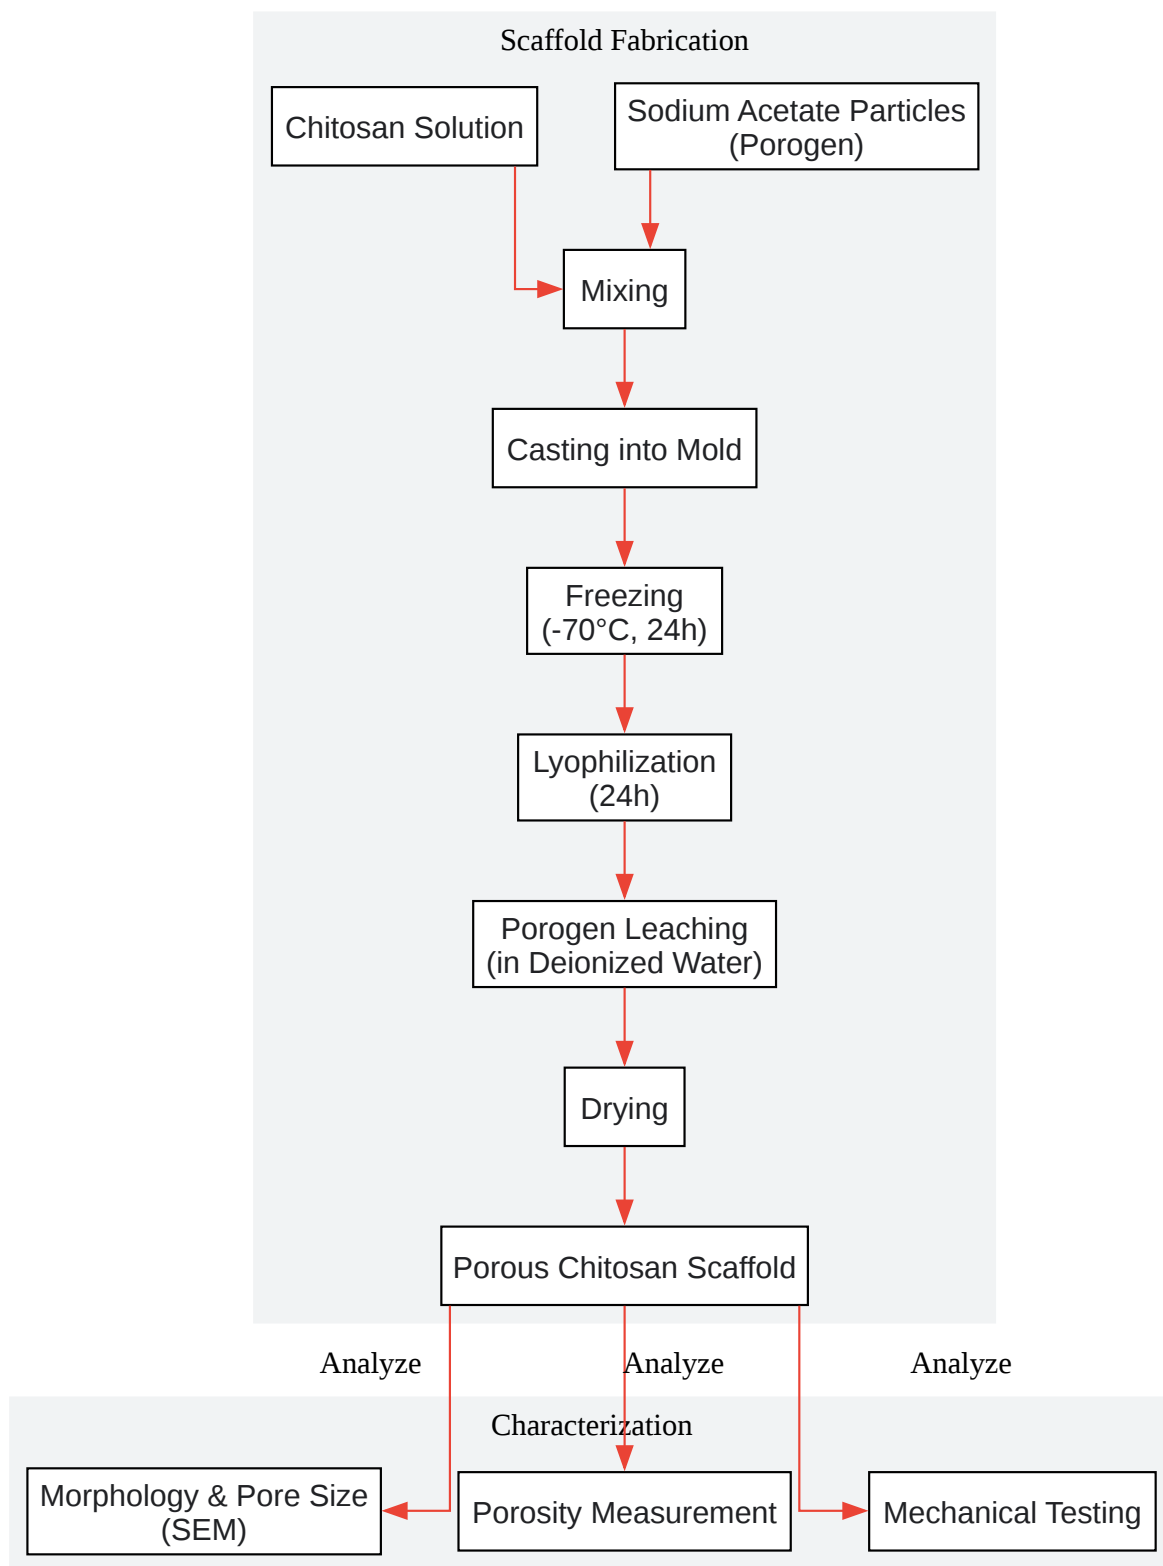 Scaffold Fabrication
Chitosan Solution
Sodium Acetate Particles
(Porogen)
Mixing
Casting into Mold
Freezing
(-70°C, 24h)
Lyophilization
(24h)
Porogen Leaching
(in Deionized Water)
Drying
Porous Chitosan Scaffold
Analyze
Analyze
Analyze
Characterization
Morphology & Pore Size
(SEM)
Porosity Measurement
Mechanical Testing